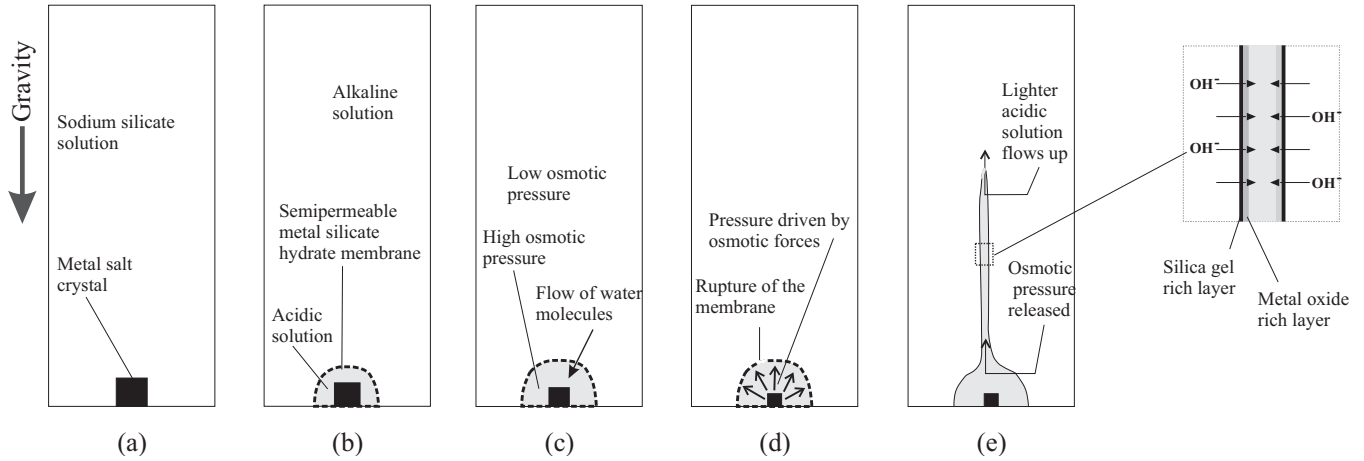 Gravity
Sodium silicate
solution
Metal salt
crystal
(a)
Alkaline
solution
Semipermeable
metal silicate
hydrate membrane
Acidic
solution
(b)
Low osmotic
pressure
High osmotic
pressure
Flow of water
molecules
(c)
Pressure driven by
osmotic forces
Rupture of the
membrane
(d)
Lighter
acidic
solution
flows up
Osmotic
pressure
released
(e)
OH-
OH-
OH-
OH-
Silica gel
rich layer
Metal oxide
rich layer